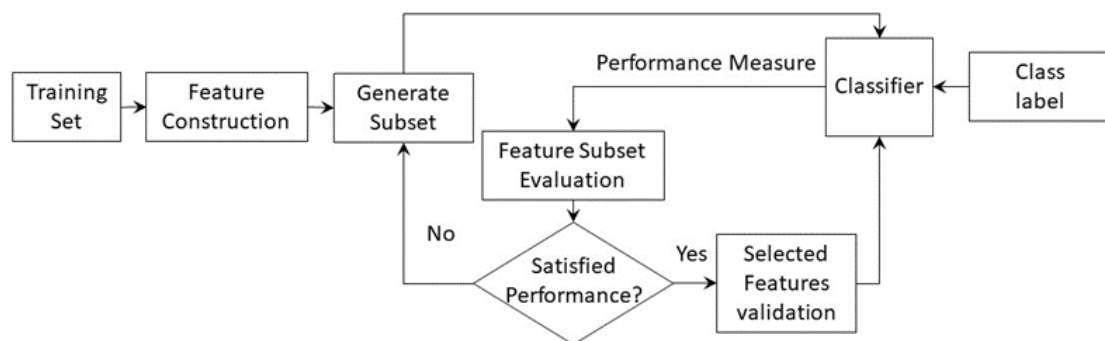 Training
Set
Feature
Construction
Generate
Subset
Performance Measure
Classifier
Class
label
Feature Subset
Evaluation
No
Satisfied
Performance?
Yes
Selected
Features
validation